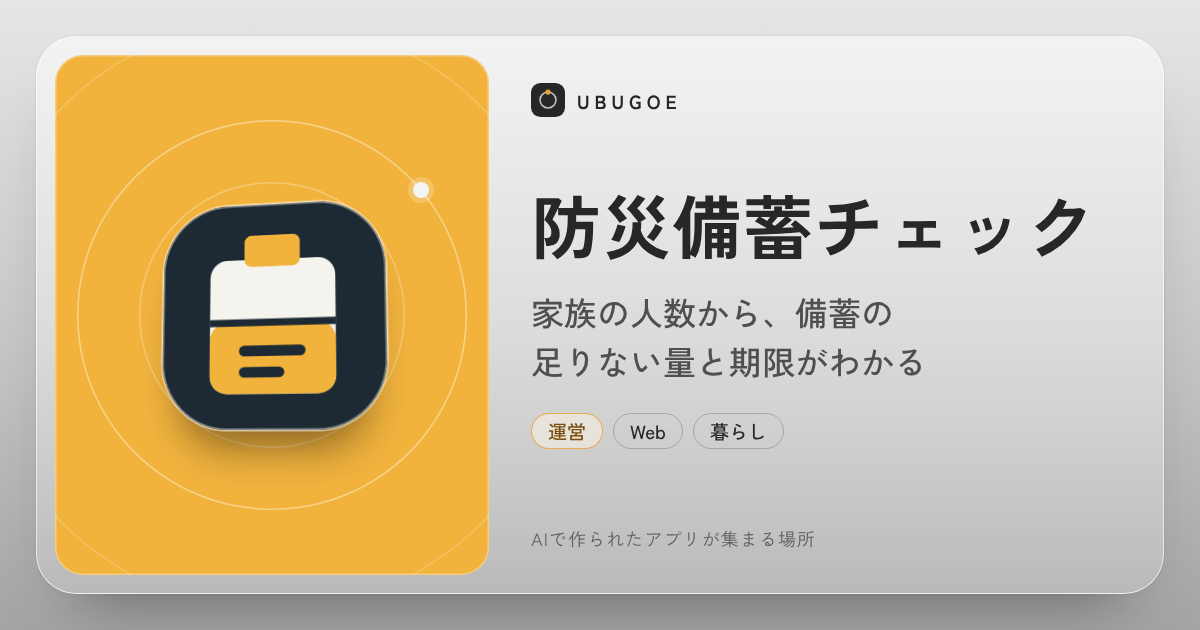 UBUGOE
防災備蓄チェック
家族の人数から、備蓄の
足りない量と期限がわかる
運営 Web 暮らし
AIで作られたアプリが集まる場所